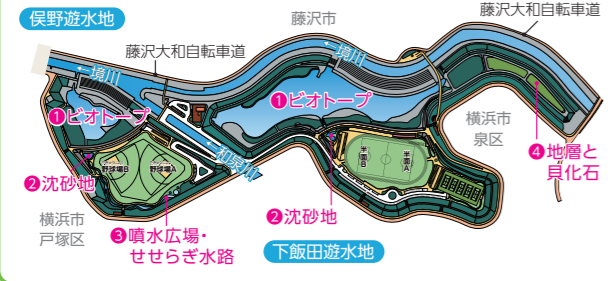 俣野遊水地
藤沢市
藤沢大和自転車道
藤沢大和自転車道
境川
境川
❶ビオトープ
❶ビオトープ
和泉川
横浜市
泉区
❹地層と
貝化石
❷沈砂地
野球場B
野球場A
半面B
半面A
❷沈砂地
横浜市
戸塚区
❸噴水広場・
せせらぎ水路
下飯田遊水地